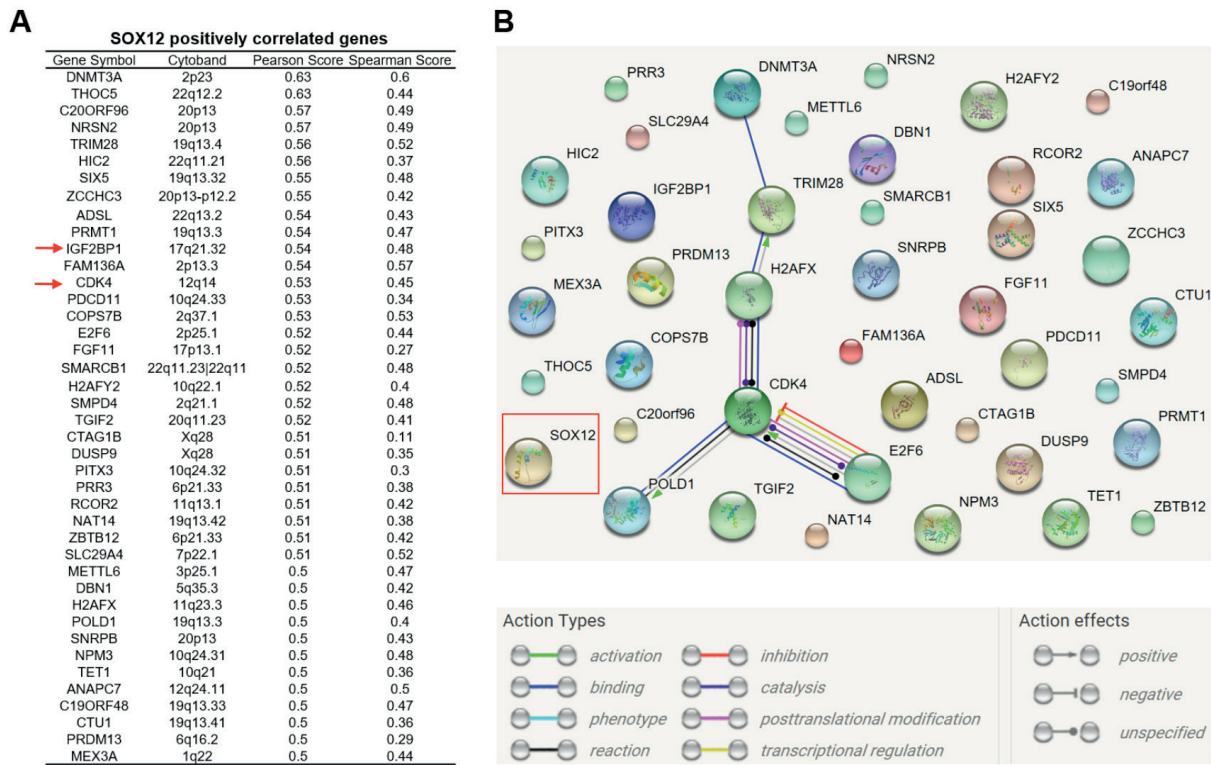 A
SOX12 positively correlated genes
Gene Symbol Cytoband Pearson Score Spearman Score
DNMT3A 2p23 0.63 0.6
THOC5 22q12.2 0.63 0.44
C20ORF96 20p13 0.57 0.49
NRSN2 20p13 0.57 0.49
TRIM28 19q13.4 0.56 0.52
HIC2 22q11.21 0.56 0.37
SIX5 19q13.32 0.55 0.48
ZCCHC3 20p13-p12.2 0.55 0.42
ADSL 22q13.2 0.54 0.43
PRMT1 19q13.3 0.54 0.47
IGF2BP1 17q21.32 0.54 0.48
FAM136A 2p13.3 0.54 0.57
CDK4 12q14 0.53 0.45
PDCD11 10q24.33 0.53 0.34
COPS7B 2q37.1 0.53 0.53
E2F6 2p25.1 0.52 0.44
FGF11 17p13.1 0.52 0.27
SMARCB1 22q11.23|22q11 0.52 0.48
H2AFY2 10q22.1 0.52 0.4
SMPD4 2q21.1 0.52 0.48
TGIF2 20q11.23 0.52 0.41
CTAG1B Xq28 0.51 0.11
DUSP9 Xq28 0.51 0.35
PITX3 10q24.32 0.51 0.3
PRR3 6p21.33 0.51 0.38
RCOR2 11q13.1 0.51 0.42
NAT14 19q13.42 0.51 0.38
ZBTB12 6p21.33 0.51 0.42
SLC29A4 7p22.1 0.51 0.52
METTL6 3p25.1 0.5 0.47
DBN1 5q35.3 0.5 0.42
H2AFX 11q23.3 0.5 0.46
POLD1 19q13.3 0.5 0.4
SNRPB 20p13 0.5 0.43
NPM3 10q24.31 0.5 0.48
TET1 10q21 0.5 0.36
ANAPC7 12q24.11 0.5 0.5
C19ORF48 19q13.33 0.5 0.47
CTU1 19q13.41 0.5 0.36
PRDM13 6q16.2 0.5 0.29
MEX3A 1q22 0.5 0.44
B
PRR3
DNMT3A
NRSN2
H2AFY2
C19orf48
METTL6
SLC29A4
DBN1
HIC2
RCOR2
ANAPC7
IGF2BP1
TRIM28
SMARCB1
SIX5
PITX3
ZCCHC3
PRDM13
SNRPB
H2AFX
MEX3A
FGF11
CTU1
COPS7B
FAM136A
PDCD11
THOC5
CDK4
ADSL
SMPD4
C20orf96
CTAG1B
SOX12
PRMT1
DUSP9
E2F6
POLD1
TGIF2
NAT14
NPM3
TET1
ZBTB12
Action Types
activation inhibition
binding catalysis
phenotype posttranslational modification
reaction transcriptional regulation
Action effects
positive
negative
unspecified